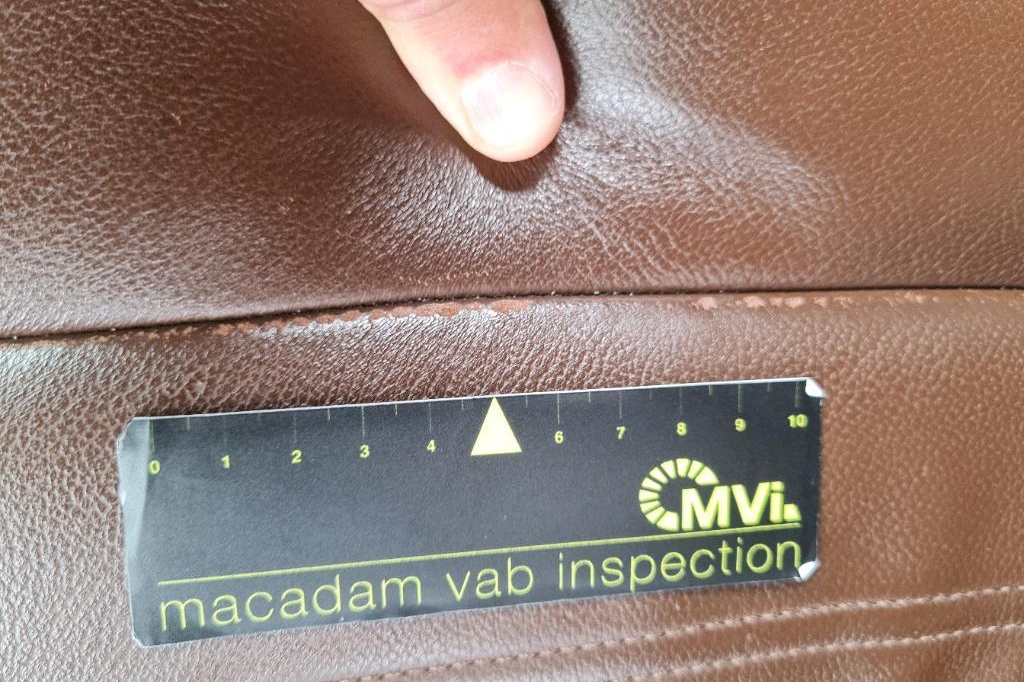 0 1 2 3 4 6 7 8 9 10
MVi
macadam vab inspection